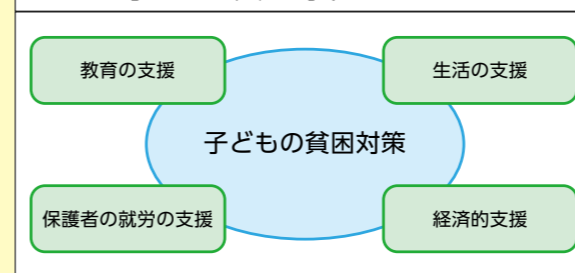 教育の支援
生活の支援
子どもの貧困対策
保護者の就労の支援
経済的支援